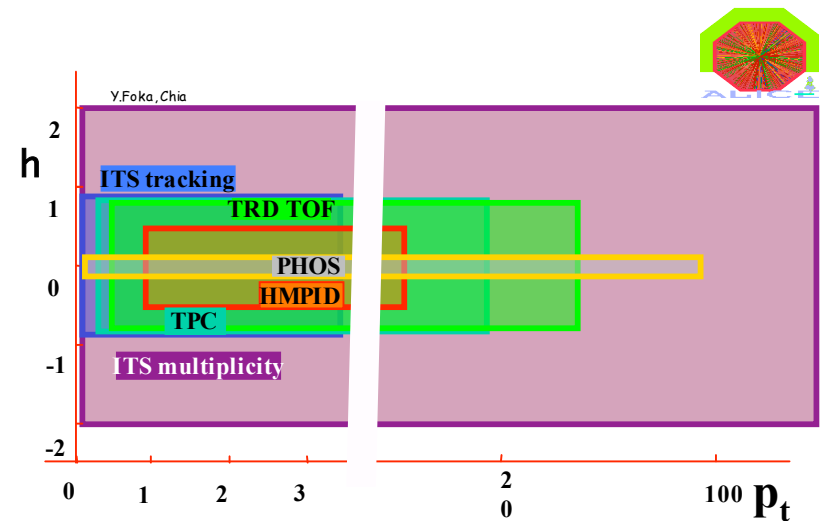 ALICE
Y.Foka, Chia
2
h
ITS tracking
1
TRD TOF
PHOS
0
HMPID
TPC
-1
ITS multiplicity
-2
0
1
2
3
2
0
100
pt